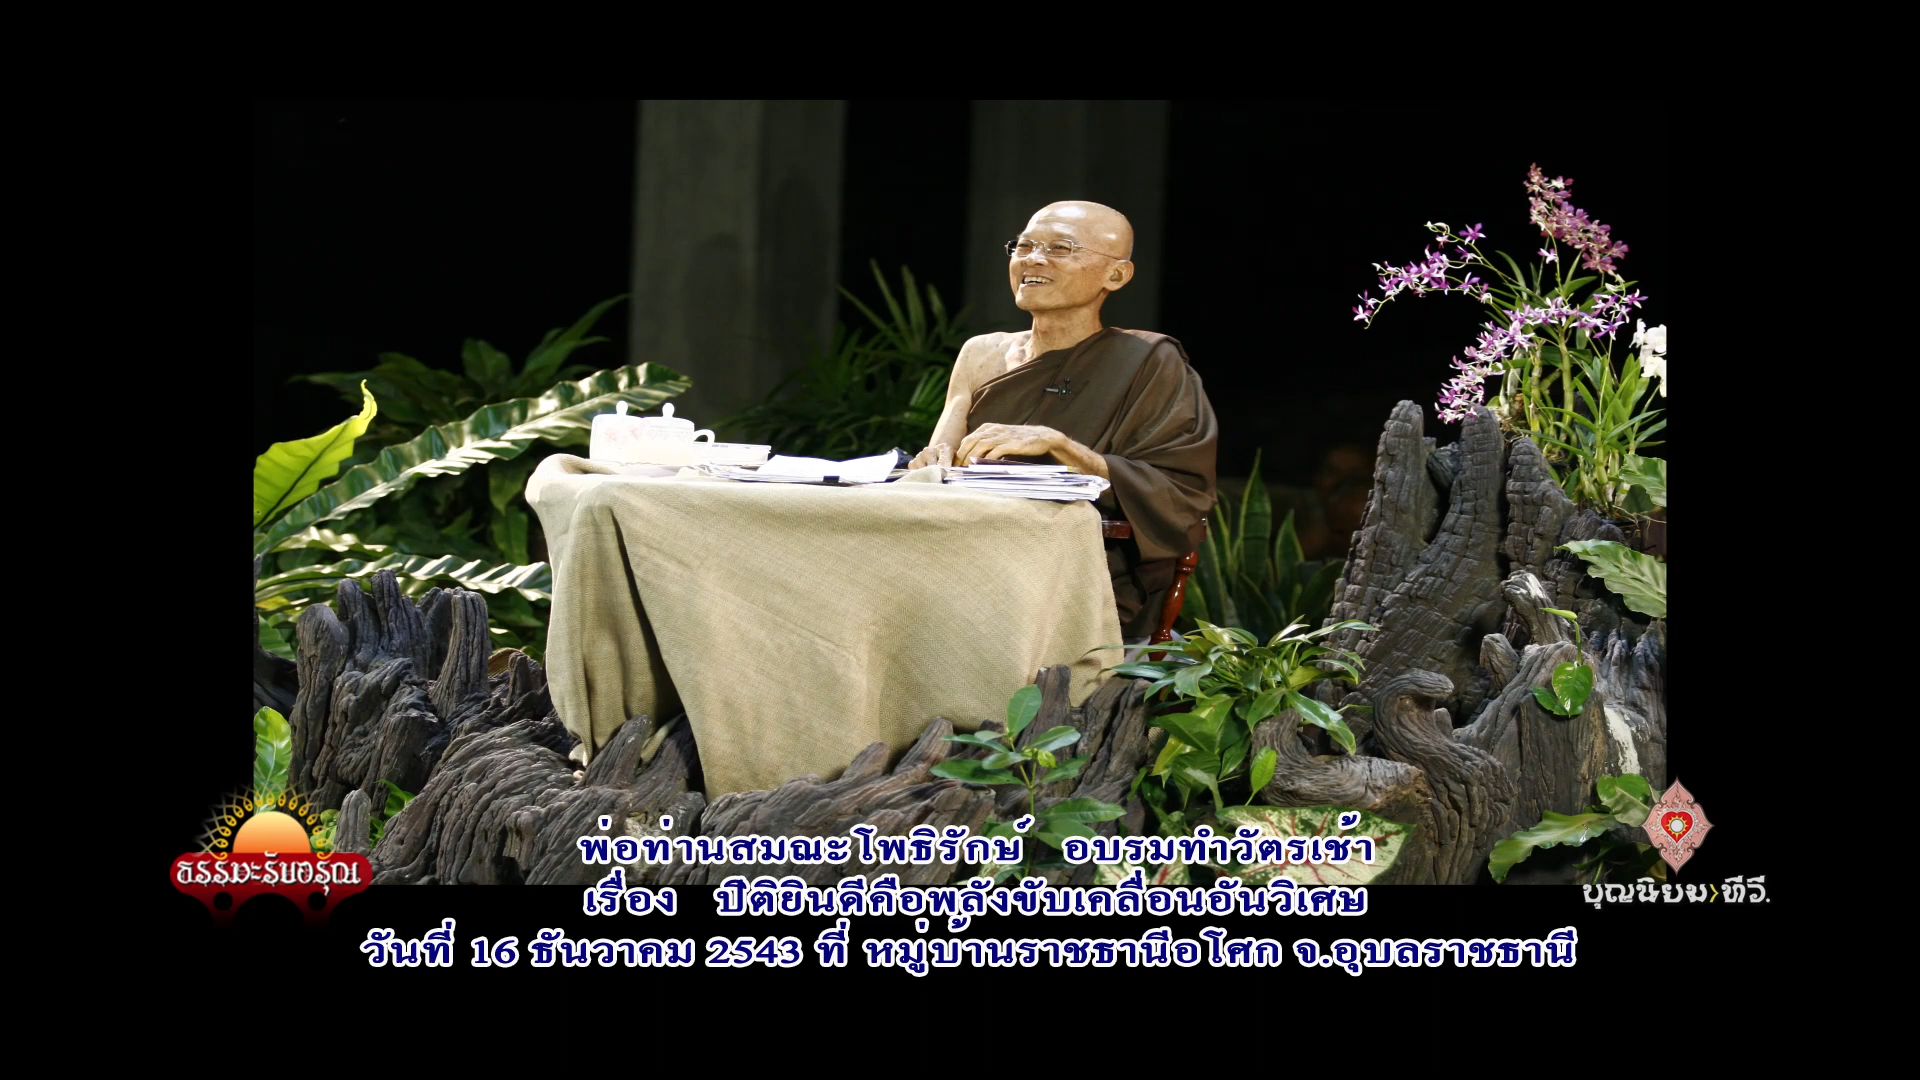 พ่อท่านสมณะโพธิรักษ์ อบรมทำวัตรเช้า
เรื่อง ปีติยินดีคือพลังขับเคลื่อนอันวิเศษ
วันที่ 16 ธันวาคม 2543 ที่ หมู่บ้านราชธานีอโศก จ.อุบลราชธานี
ธรรมะรับอรุณ
บุญนิยม>ทีวี.